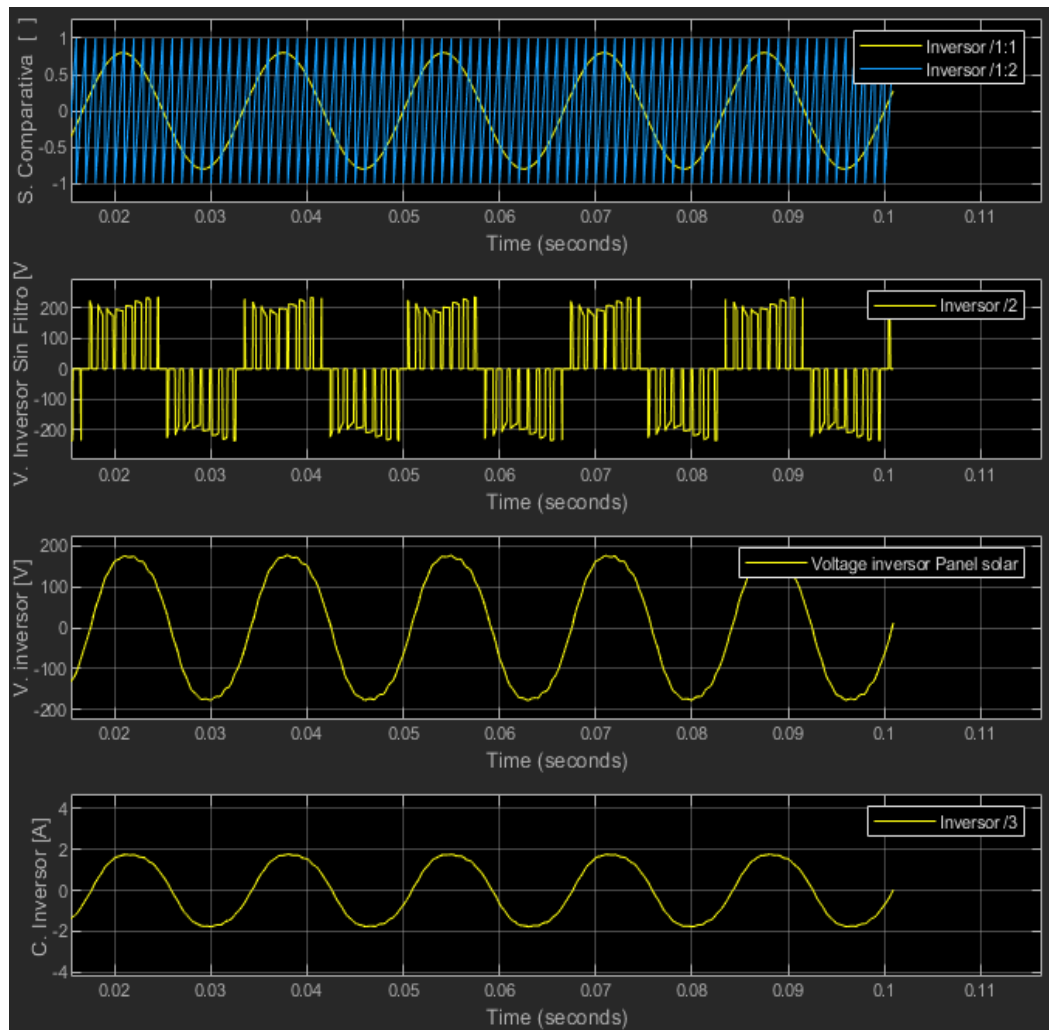 S. Comparativa [ ]
1
0.5
0
-0.5
-1
Inversor /1:1
Inversor /1:2
0.02 0.03 0.04 0.05 0.06 0.07 0.08 0.09 0.1 0.11
Time (seconds)
V. Inversor Sin Filtro [V
200
100
0
-100
-200
Inversor /2
0.02 0.03 0.04 0.05 0.06 0.07 0.08 0.09 0.1 0.11
Time (seconds)
V. inversor [V]
200
100
0
-100
-200
Voltage inversor Panel solar
0.02 0.03 0.04 0.05 0.06 0.07 0.08 0.09 0.1 0.11
Time (seconds)
C. Inversor [A]
4
2
0
-2
-4
Inversor /3
0.02 0.03 0.04 0.05 0.06 0.07 0.08 0.09 0.1 0.11
Time (seconds)